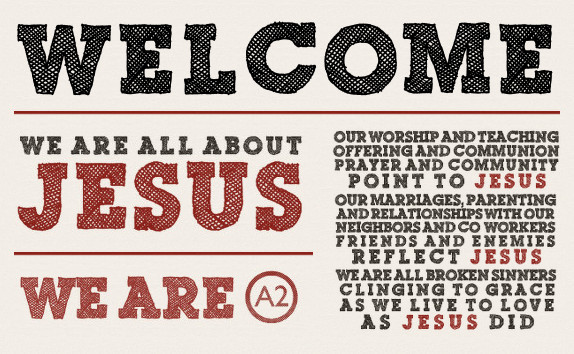 WELCOME
WE ARE ALL ABOUT
JESUS
WE ARE A2
OUR WORSHIP AND TEACHING
OFFERING AND COMMUNION
PRAYER AND COMMUNITY
POINT TO JESUS
OUR MARRIAGES, PARENTING
AND RELATIONSHIPS WITH OUR
NEIGHBORS AND CO WORKERS
FRIENDS AND ENEMIES
REFLECT JESUS
WE ARE ALL BROKEN SINNERS
CLINGING TO GRACE
AS WE LIVE TO LOVE
AS JESUS DID